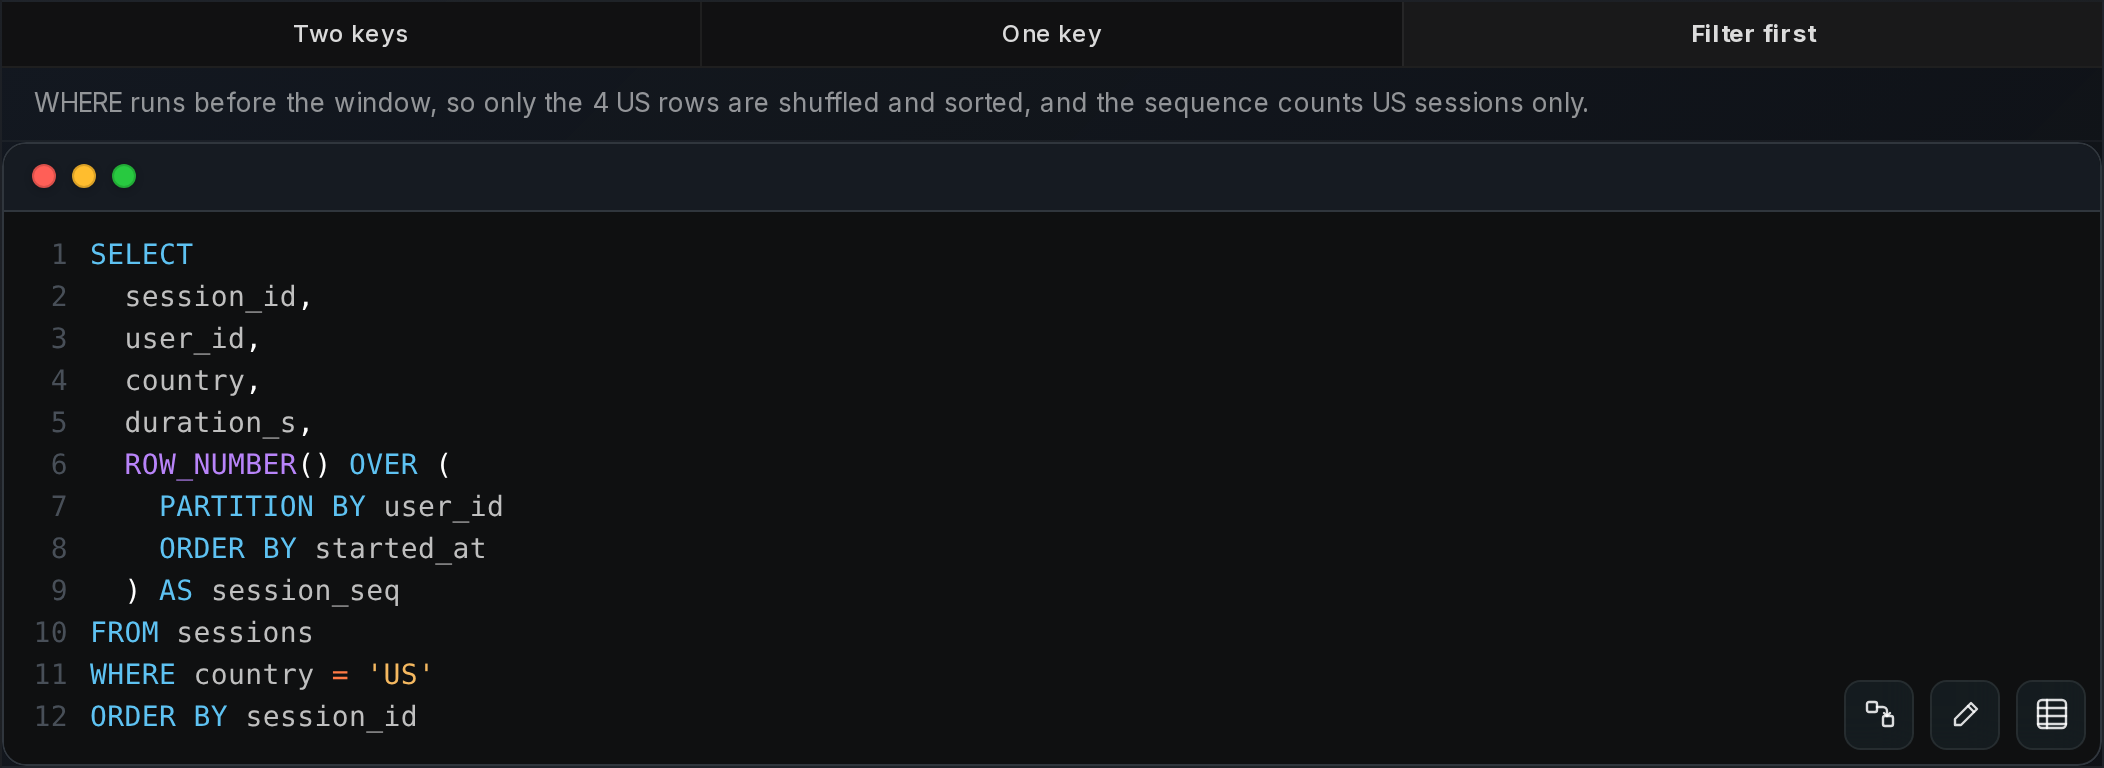 Two keys
One key
Filter first
WHERE runs before the window, so only the 4 US rows are shuffled and sorted, and the sequence counts US sessions only.
1 SELECT
2   session_id,
3   user_id,
4   country,
5   duration_s,
6   ROW_NUMBER() OVER (
7     PARTITION BY user_id
8     ORDER BY started_at
9   ) AS session_seq
10 FROM sessions
11 WHERE country = 'US'
12 ORDER BY session_id